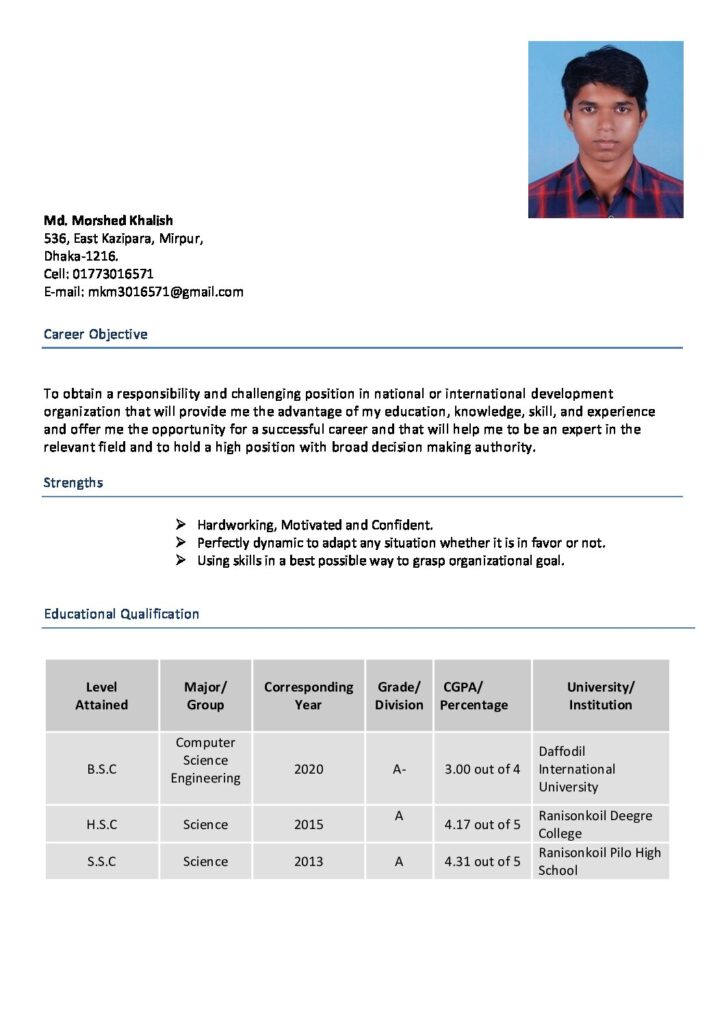 Md. Morshed Khalish
536, East Kazipara, Mirpur,
Dhaka-1216.
Cell: 01773016571
E-mail: mkm3016571@gmail.com
Career Objective
To obtain a responsibility and challenging position in national or international development
organization that will provide me the advantage of my education, knowledge, skill, and experience
and offer me the opportunity for a successful career and that will help me to be an expert in the
relevant field and to hold a high position with broad decision making authority.
Strengths
➢ Hardworking, Motivated and Confident.
➢ Perfectly dynamic to adapt any situation whether it is in favor or not.
➢ Using skills in a best possible way to grasp organizational goal.
Educational Qualification
Level Attained | Major/ Group | Corresponding Year | Grade/ Division | CGPA/ Percentage | University/ Institution
B.S.C | Computer Science Engineering | 2020 | A- | 3.00 out of 4 | Daffodil International University
H.S.C | Science | 2015 | A | 4.17 out of 5 | Ranisonkoil Deegre College
S.S.C | Science | 2013 | A | 4.31 out of 5 | Ranisonkoil Pilo High School